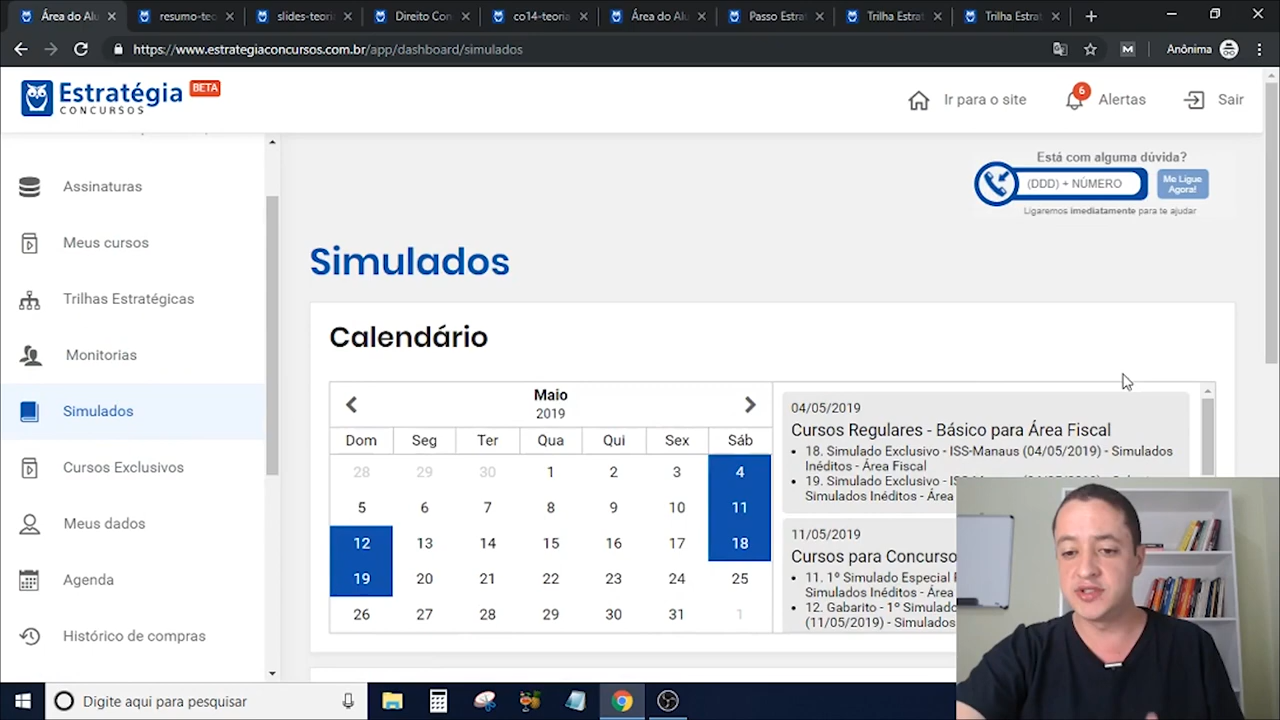 Área do Alu
resumo-teo
slides-teori
Direito Con
co14-teoria
Área do Alu
Passo Estra
Trilha Estra
Trilha Estra
https://www.estrategiaconcursos.com.br/app/dashboard/simulados
Anônima
Estratégia BETA
CONCURSOS
Ir para o site
6
Alertas
Sair
Está com alguma dúvida?
(DDD) + NÚMERO
Me Ligue
Agora!
Ligaremos imediatamente para te ajudar
Assinaturas
Meus cursos
Trilhas Estratégicas
Monitorias
Simulados
Cursos Exclusivos
Meus dados
Agenda
Histórico de compras
Simulados
Calendário
Maio
2019
Dom Seg Ter Qua Qui Sex Sáb
28 29 30 1 2 3 4
5 6 7 8 9 10 11
12 13 14 15 16 17 18
19 20 21 22 23 24 25
26 27 28 29 30 31 1
04/05/2019
Cursos Regulares - Básico para Área Fiscal
18. Simulado Exclusivo - ISS-Manaus (04/05/2019) - Simulados
Inéditos - Área Fiscal
19. Simulado Exclusivo
Simulados Inéditos - Área
11/05/2019
Cursos para Concurso
11. 1º Simulado Especial
Simulados Inéditos - Área
12. Gabarito - 1º Simulado
(11/05/2019) - Simulados
Digite aqui para pesquisar